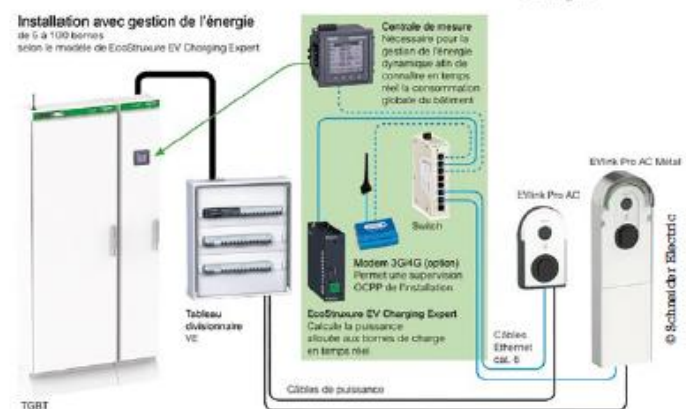 Installation avec gestion de l'énergie
de 5 à 100 bornes
selon le modèle de EcoStruxure EV Charging Expert
Centrale de mesure
Nécessaire pour la
gestion de l'énergie
dynamique afin de
connaître en temps
réel la consommation
globale du bâtiment
EVlink Pro AC Métal
EVlink Pro AC
Switch
Modem 3G/4G (option)
Permet une supervision
OCPP de l'installation
EcoStruxure EV Charging Expert
Calcule la puissance
allouée aux bornes de charge
en temps réel
Tableau
divisionnaire
VE
Câbles
Ethernet
cat. 6
Câbles de puissance
TGBT
© Schneider Electric